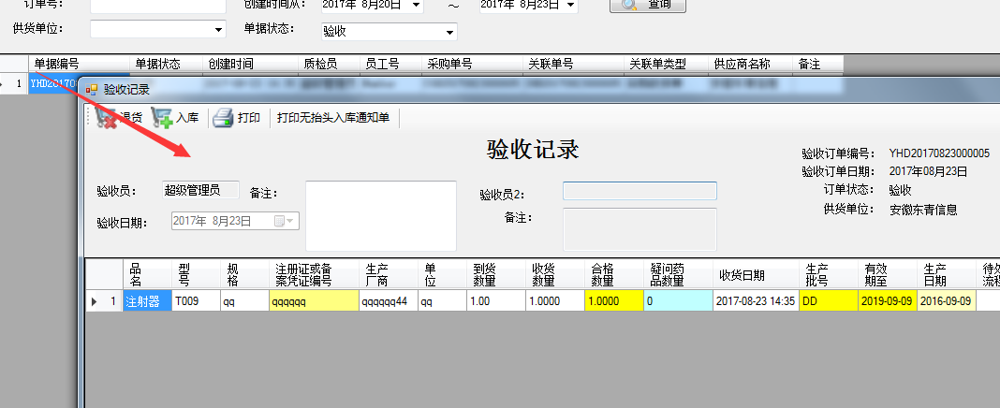 订单号： 创建时间从： 2017年 8月20日 ～ 2017年 8月23日 查询
供货单位： 单据状态： 验收
单据编号 单据状态 创建时间 质检员 员工号 采购单号 关联单号 关联单类型 供应商名称 备注
1 YHD2017
验收记录
退货 入库 打印 打印无抬头入库通知单
验收记录
验收订单编号： YHD20170823000005
验收订单日期： 2017年08月23日
订单状态： 验收
供货单位： 安徽东青信息
验收员： 超级管理员 备注： 验收员2：
验收日期： 2017年 8月23日 备注：
品名 型号 规格 注册证或备案凭证编号 生产厂商 单位 到货数量 收货数量 合格数量 疑问药品数量 收货日期 生产批号 有效期至 生产日期 待处 流程
1 注射器 T009 qq qqqqqq qqqqqq44 qq 1.00 1.0000 1.0000 0 2017-08-23 14:35 DD 2019-09-09 2016-09-09